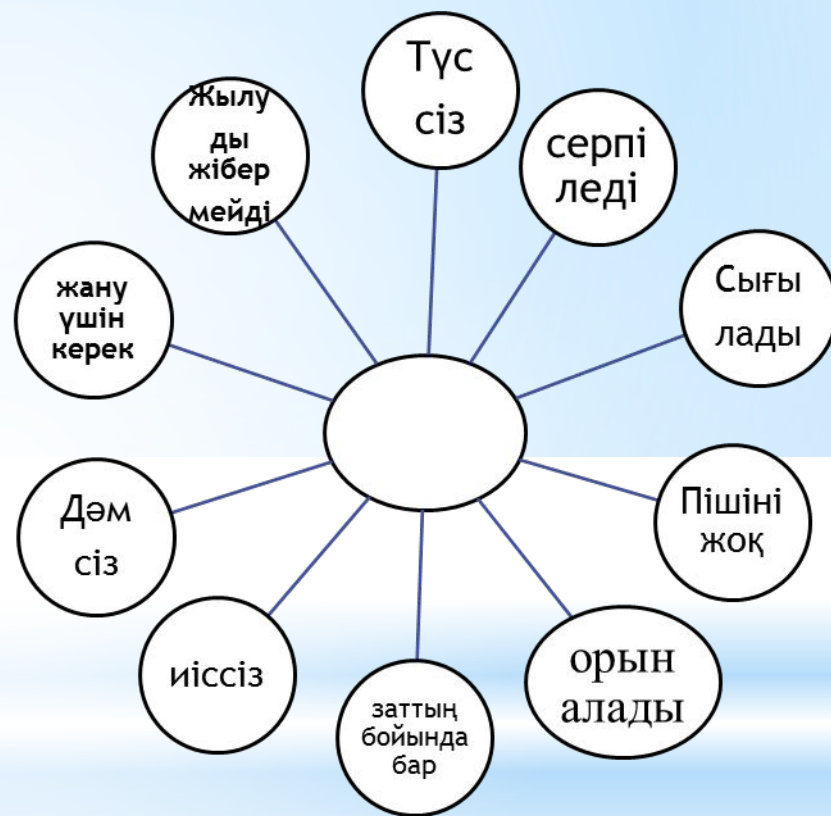 Түс
сіз
серпі
леді
Сығы
лады
Пішіні
жоқ
орын
алады
заттың
бойында
бар
иіссіз
Дәм
сіз
жану
үшін
керек
Жылу
ды
жібер
мейді